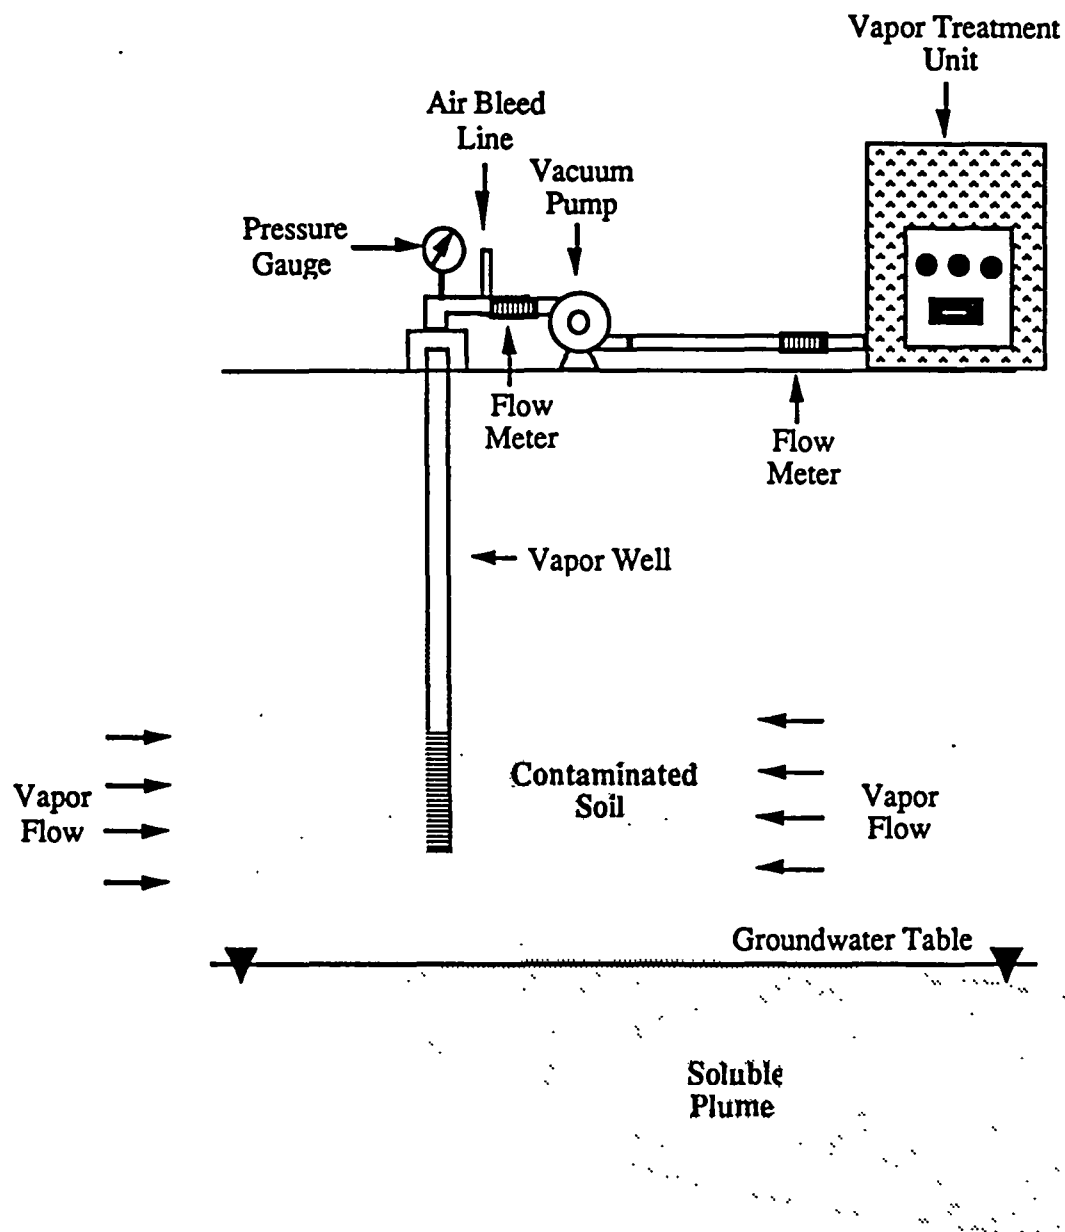 Vapor Treatment
Unit
Air Bleed
Line
Vacuum
Pump
Pressure
Gauge
Flow
Meter
Flow
Meter
Vapor Well
Contaminated
Soil
Vapor
Flow
Vapor
Flow
Groundwater Table
Soluble
Plume